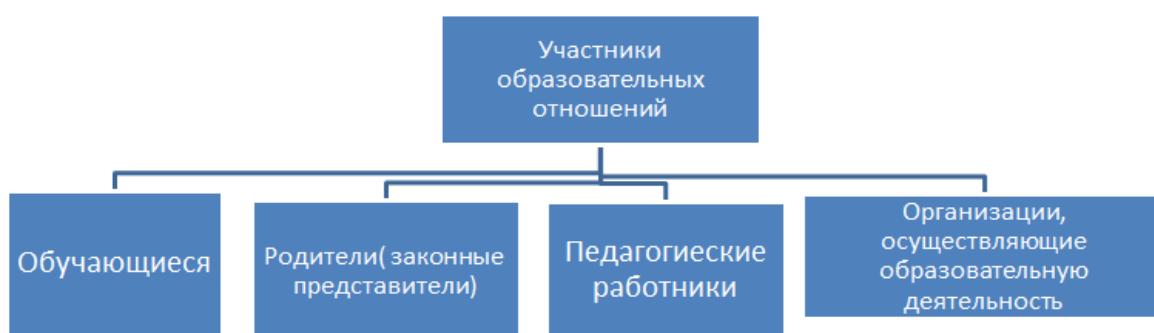 Участники
образовательных
отношений
Обучающиеся
Родители( законные
представители)
Педагогиеские
работники
Организации,
осуществляющие
образовательную
деятельность